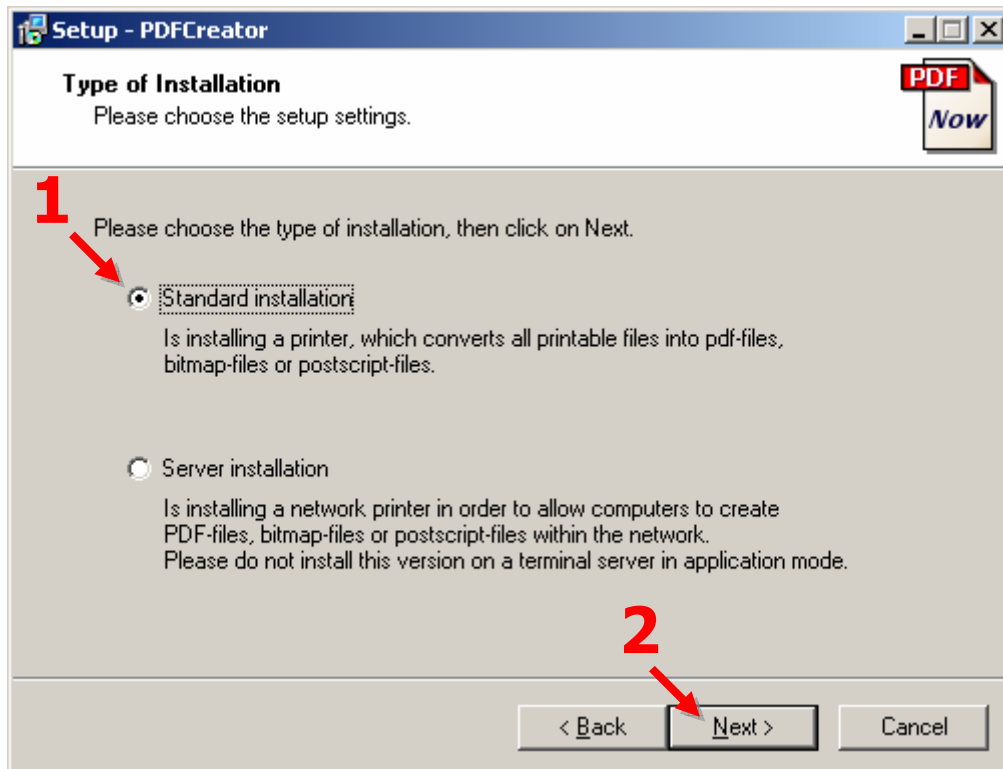 Setup - PDFCreator
Type of Installation
Please choose the setup settings.
PDF
Now
1
Please choose the type of installation, then click on Next.
Standard installation
Is installing a printer, which converts all printable files into pdf-files,
bitmap-files or postscript-files.
Server installation
Is installing a network printer in order to allow computers to create
PDF-files, bitmap-files or postscript-files within the network.
Please do not install this version on a terminal server in application mode.
2
< Back
Next >
Cancel